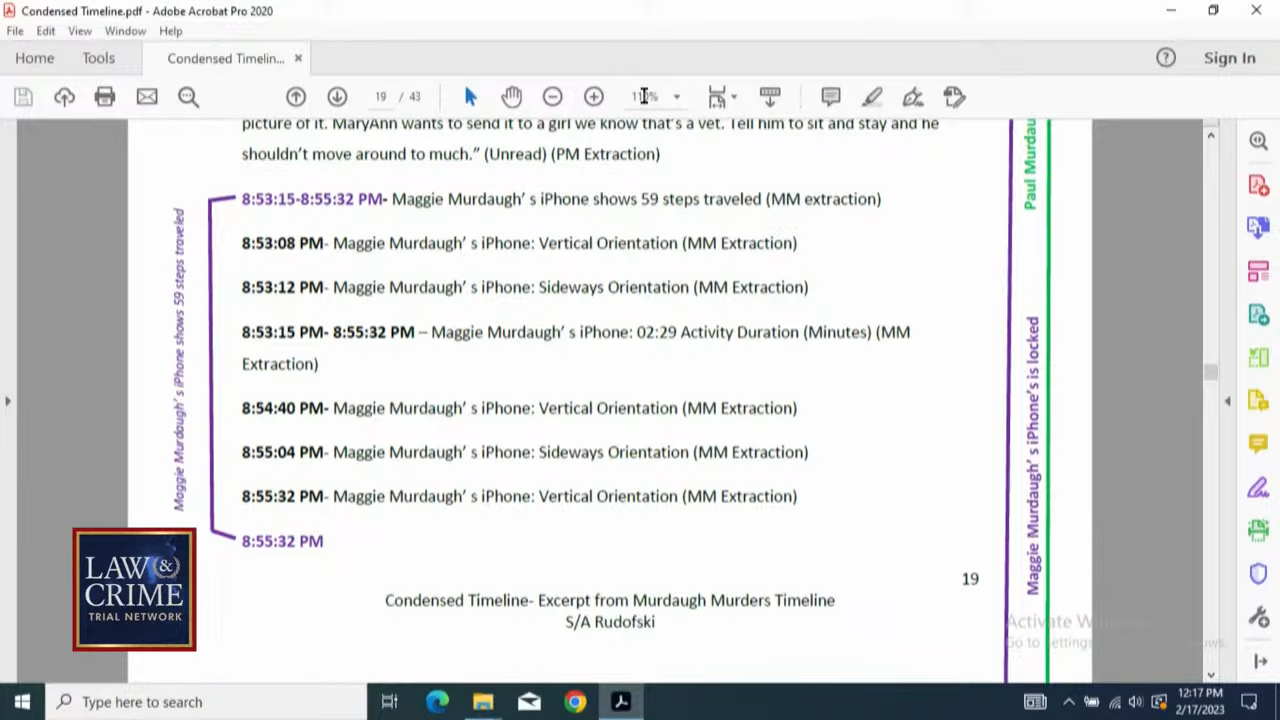 Condensed Timeline.pdf - Adobe Acrobat Pro 2020
File Edit View Window Help
Home Tools Condensed Timelin... × Sign In
19 / 43
picture of it. MaryAnn wants to send it to a girl we know that's a vet. Tell him to sit and stay and he
shouldn't move around to much." (Unread) (PM Extraction)
8:53:15-8:55:32 PM- Maggie Murdaugh' s iPhone shows 59 steps traveled (MM extraction)
8:53:08 PM- Maggie Murdaugh' s iPhone: Vertical Orientation (MM Extraction)
8:53:12 PM- Maggie Murdaugh' s iPhone: Sideways Orientation (MM Extraction)
8:53:15 PM- 8:55:32 PM – Maggie Murdaugh' s iPhone: 02:29 Activity Duration (Minutes) (MM
Extraction)
8:54:40 PM- Maggie Murdaugh' s iPhone: Vertical Orientation (MM Extraction)
8:55:04 PM- Maggie Murdaugh' s iPhone: Sideways Orientation (MM Extraction)
8:55:32 PM- Maggie Murdaugh' s iPhone: Vertical Orientation (MM Extraction)
8:55:32 PM
Maggie Murdaugh' s iPhone shows 59 steps traveled
Maggie Murdaugh' s iPhone's is locked
Paul Murdau
19
Condensed Timeline- Excerpt from Murdaugh Murders Timeline
S/A Rudofski
LAW &
CRIME
TRIAL NETWORK
Activate
Go to Settings
Type here to search
12:17 PM
2/17/2023